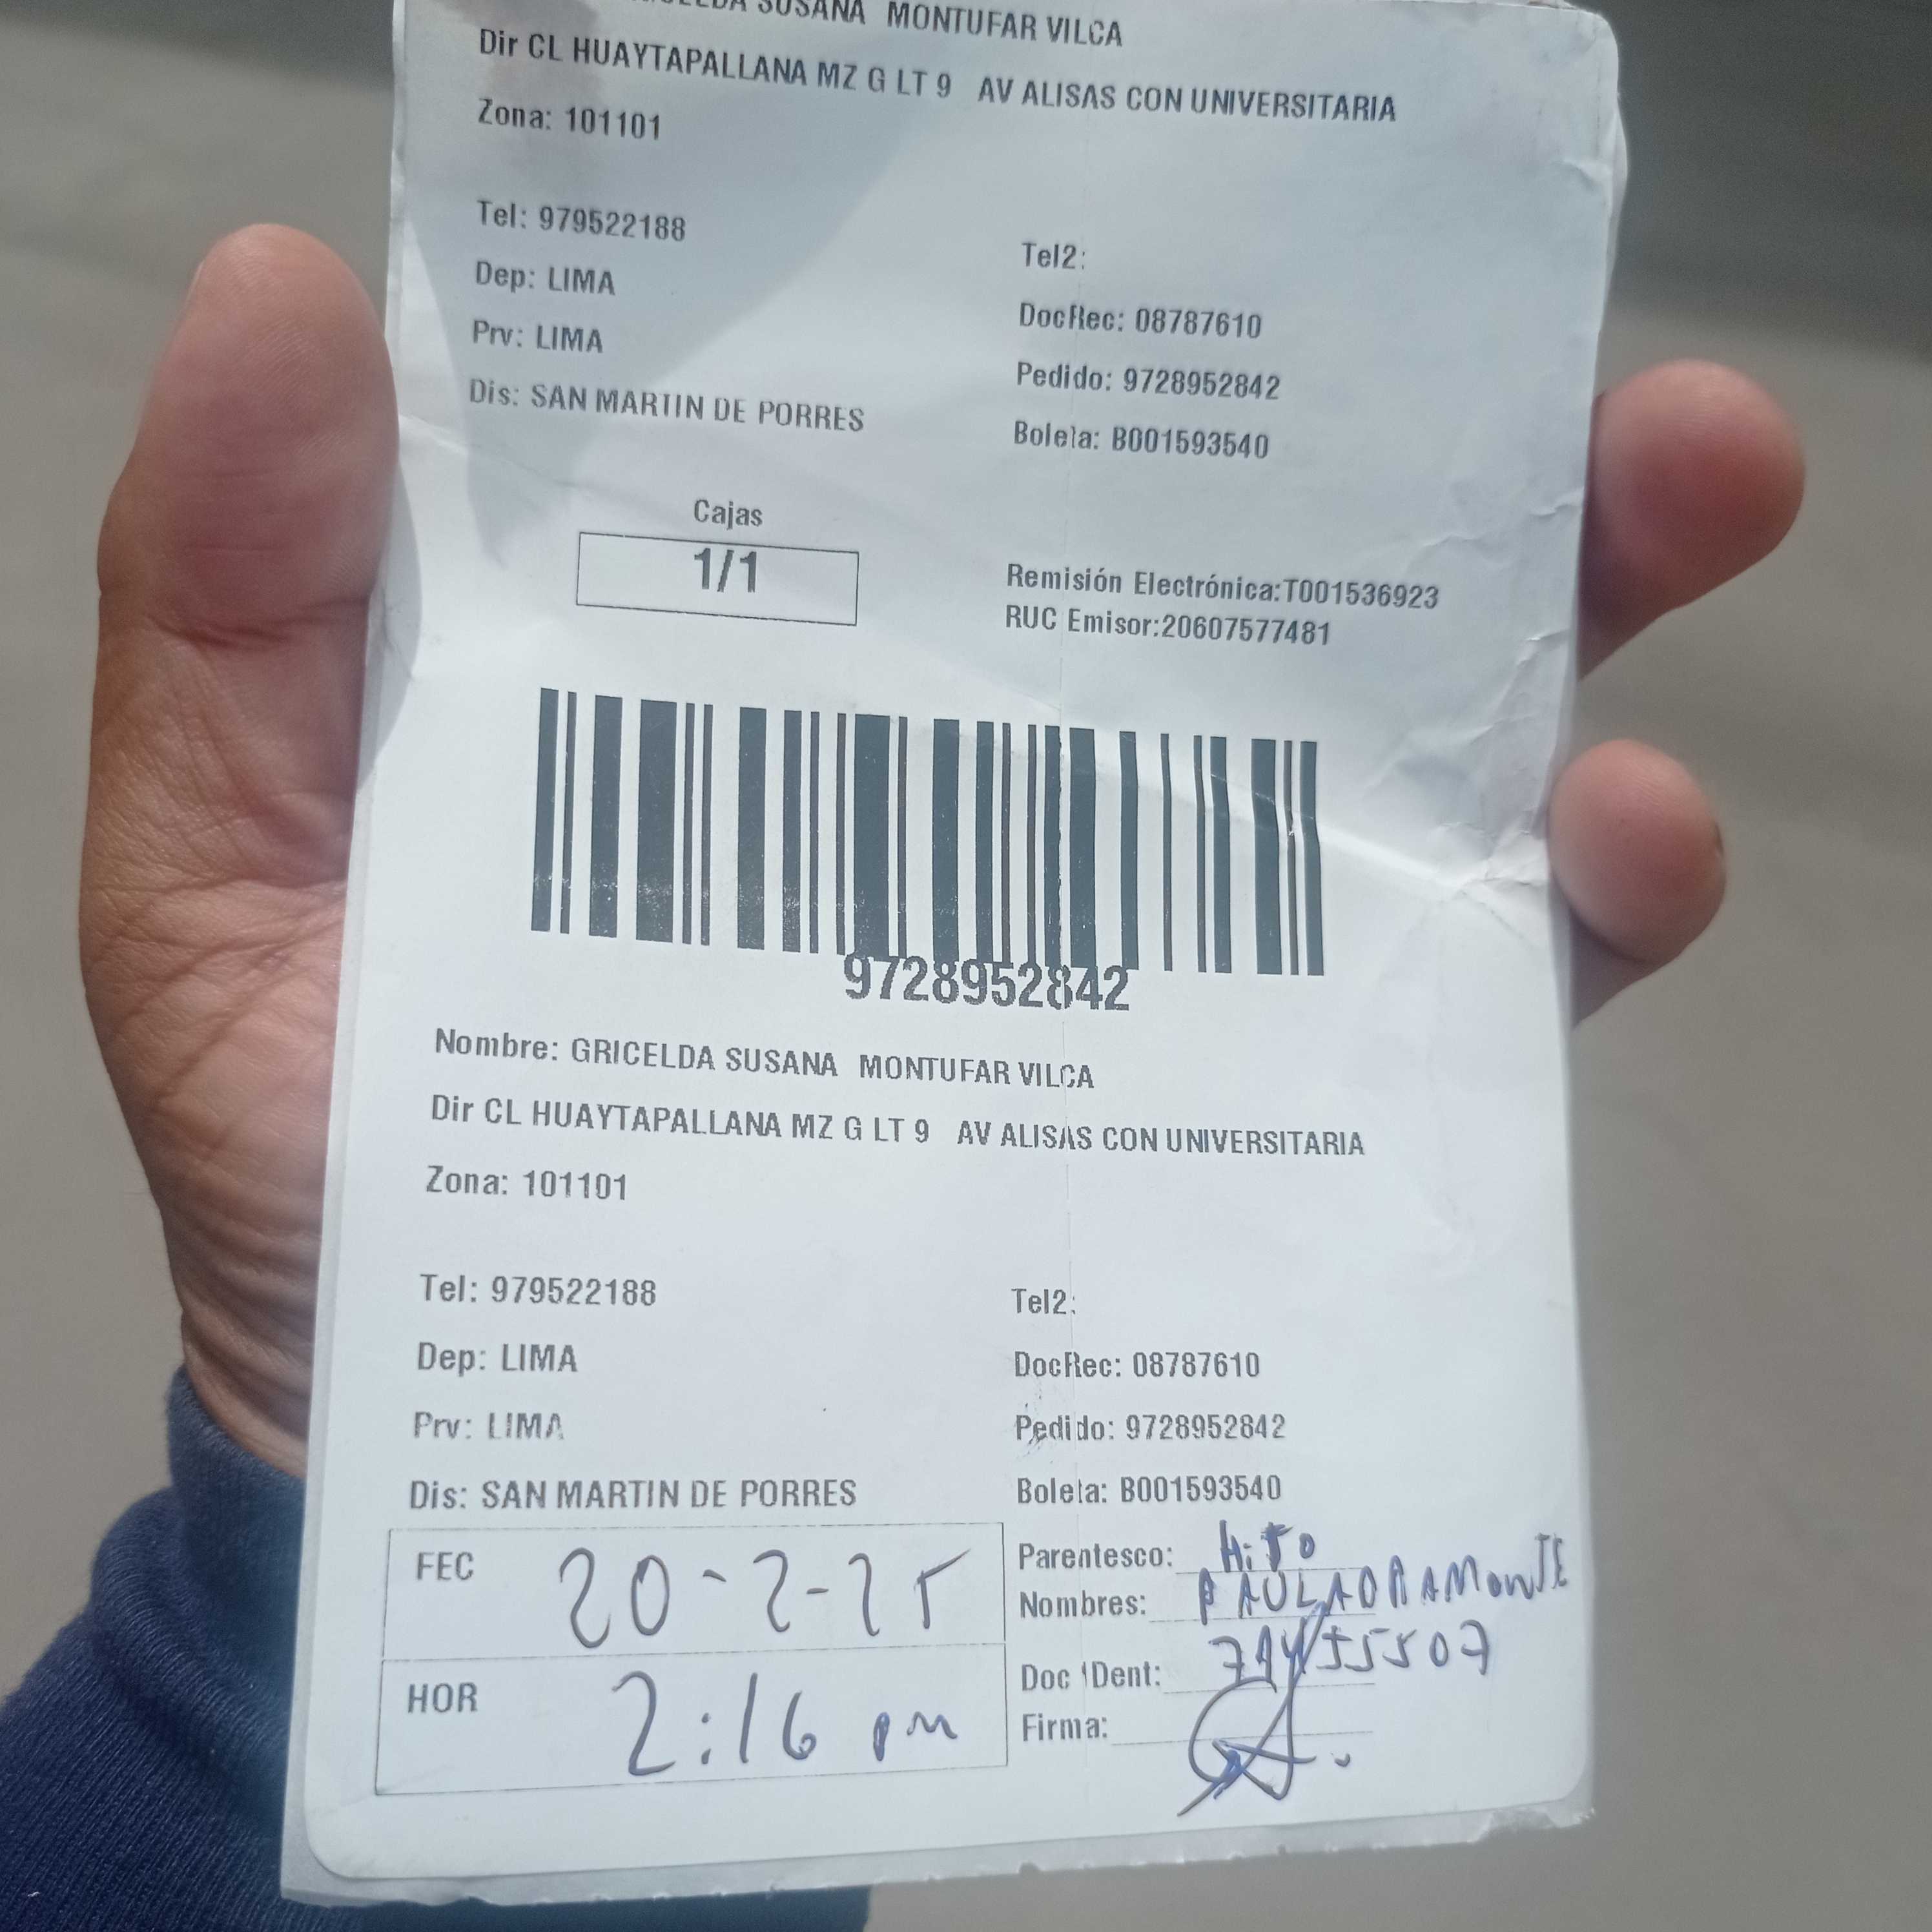 SUSANA MONTUFAR VILCA
Dir CL HUAYTAPALLANA MZ G LT 9 AV ALISAS CON UNIVERSITARIA
Zona: 101101
Tel: 979522188
Tel2:
Dep: LIMA
DocRec: 08787610
Prv: LIMA
Pedido: 9728952842
Dis: SAN MARTIN DE PORRES
Boleta: B001593540
Cajas
1/1
Remisión Electrónica:T001536923
RUC Emisor:20607577481
9728952842
Nombre: GRICELDA SUSANA MONTUFAR VILCA
Dir CL HUAYTAPALLANA MZ G LT 9 AV ALISAS CON UNIVERSITARIA
Zona: 101101
Tel: 979522188
Tel2:
Dep: LIMA
DocRec: 08787610
Prv: LIMA
Pedido: 9728952842
Dis: SAN MARTIN DE PORRES
Boleta: B001593540
FEC 20-2-25
Parentesco: HiJO
Nombres:
HOR 2:16 pm
Doc IDent:
Firma: